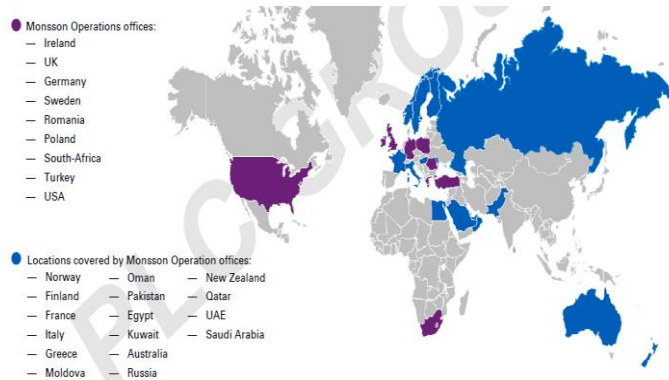 Monsson Operations offices:
— Ireland
— UK
— Germany
— Sweden
— Romania
— Poland
— South-Africa
— Turkey
— USA
Locations covered by Monsson Operation offices:
— Norway
— Finland
— France
— Italy
— Greece
— Moldova
— Oman
— Pakistan
— Egypt
— Kuwait
— Australia
— Russia
— New Zealand
— Qatar
— UAE
— Saudi Arabia